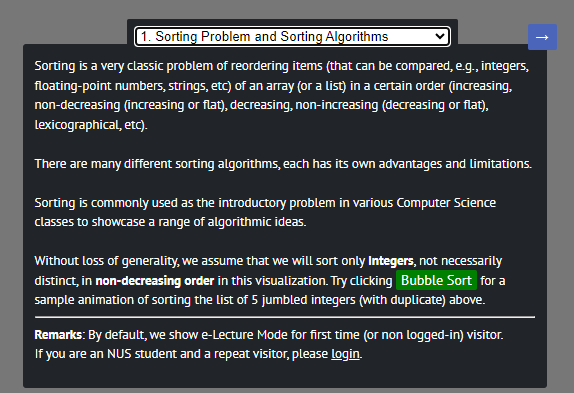 1. Sorting Problem and Sorting Algorithms
→
Sorting is a very classic problem of reordering items (that can be compared, e.g., integers,
floating-point numbers, strings, etc) of an array (or a list) in a certain order (increasing,
non-decreasing (increasing or flat), decreasing, non-increasing (decreasing or flat),
lexicographical, etc).
There are many different sorting algorithms, each has its own advantages and limitations.
Sorting is commonly used as the introductory problem in various Computer Science
classes to showcase a range of algorithmic ideas.
Without loss of generality, we assume that we will sort only Integers, not necessarily
distinct, in non-decreasing order in this visualization. Try clicking Bubble Sort for a
sample animation of sorting the list of 5 jumbled integers (with duplicate) above.
Remarks: By default, we show e-Lecture Mode for first time (or non logged-in) visitor.
If you are an NUS student and a repeat visitor, please login.